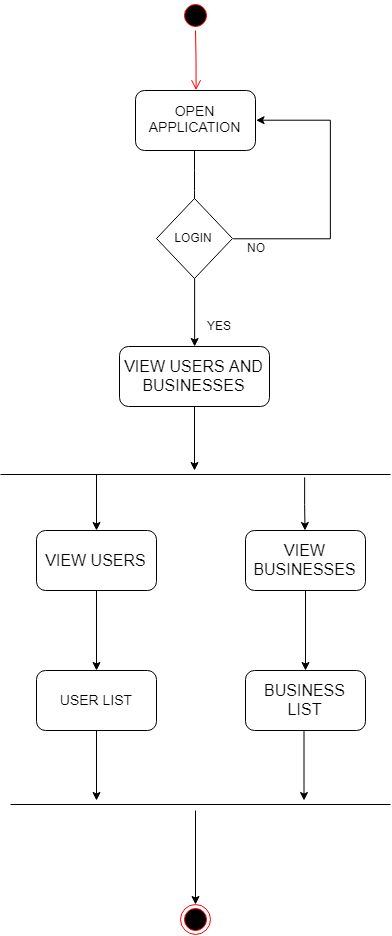 OPEN
APPLICATION
LOGIN
NO
YES
VIEW USERS AND
BUSINESSES
VIEW USERS
VIEW
BUSINESSES
USER LIST
BUSINESS
LIST